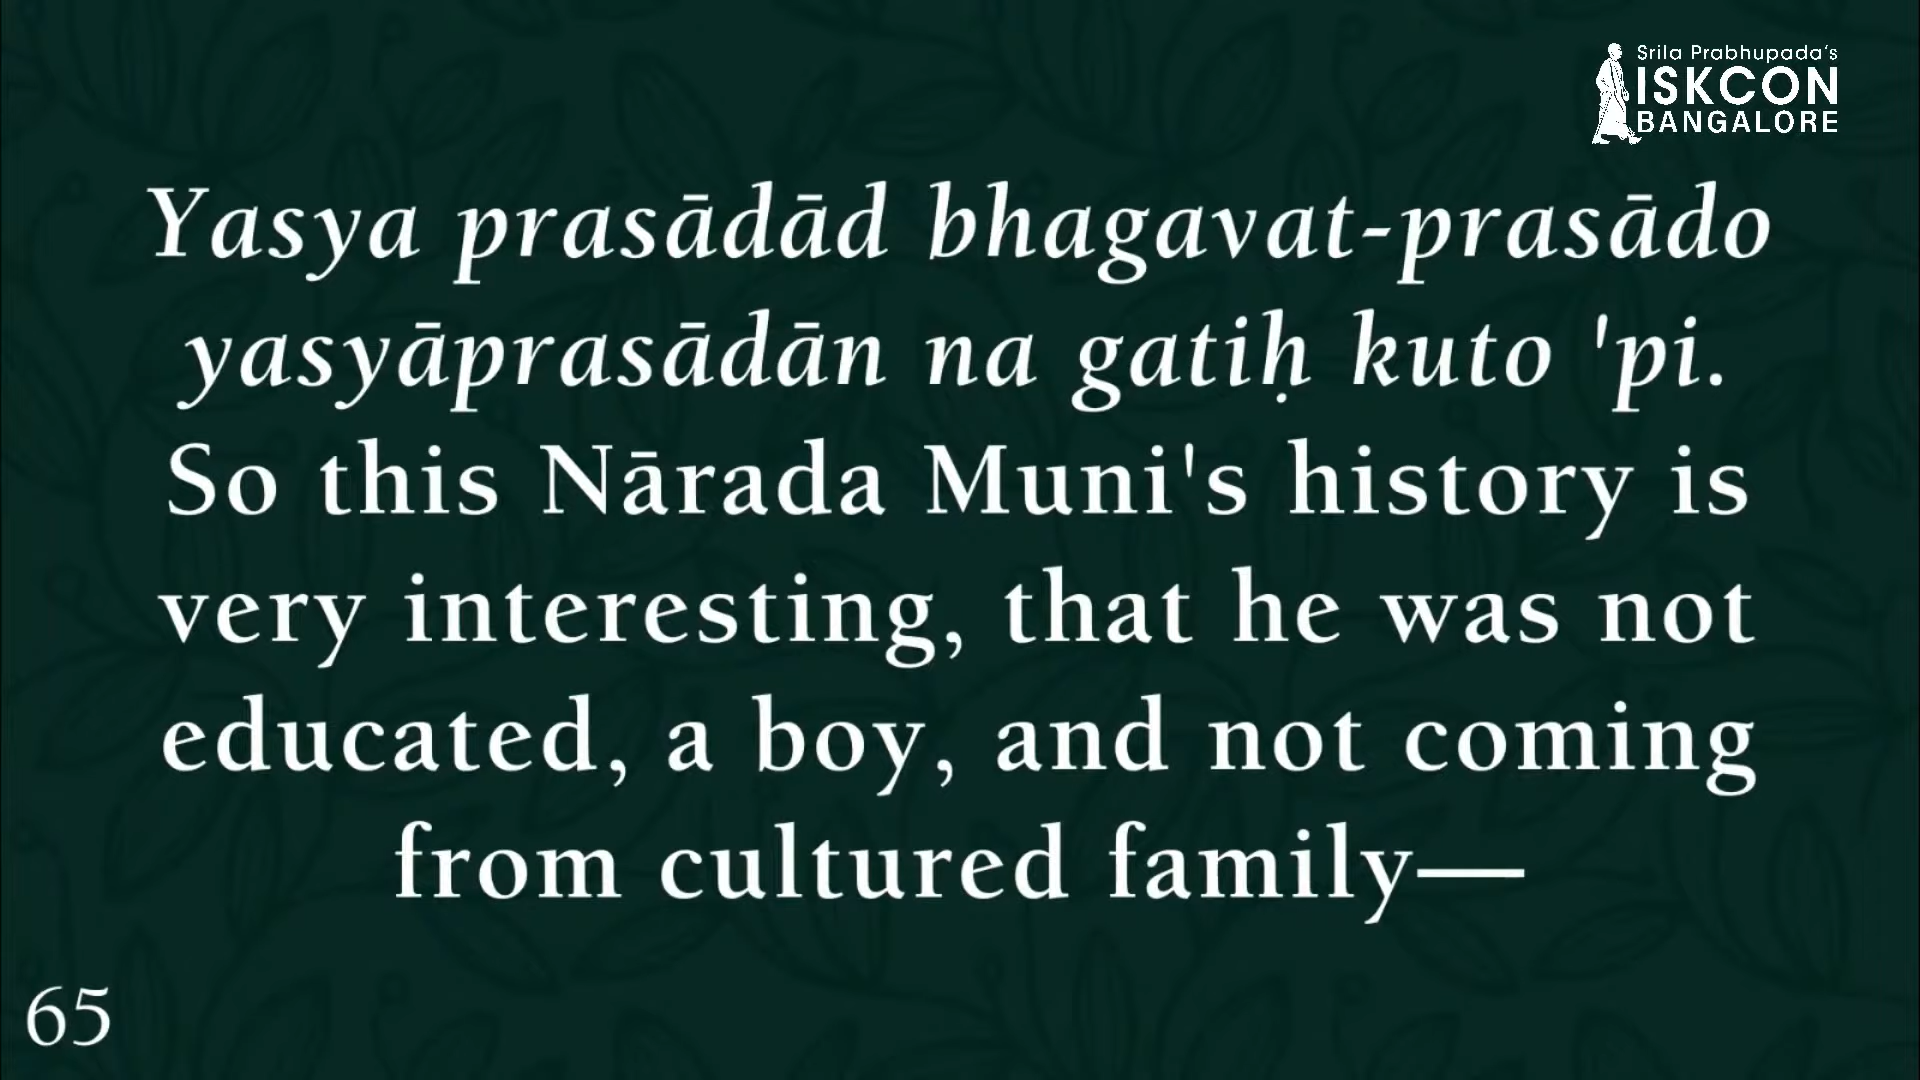 Srila Prabhupada's
ISKCON
BANGALORE
Yasya prasādād bhagavat-prasādo
yasyāprasādān na gatiḥ kuto 'pi.
So this Nārada Muni's history is
very interesting, that he was not
educated, a boy, and not coming
from cultured family—
65